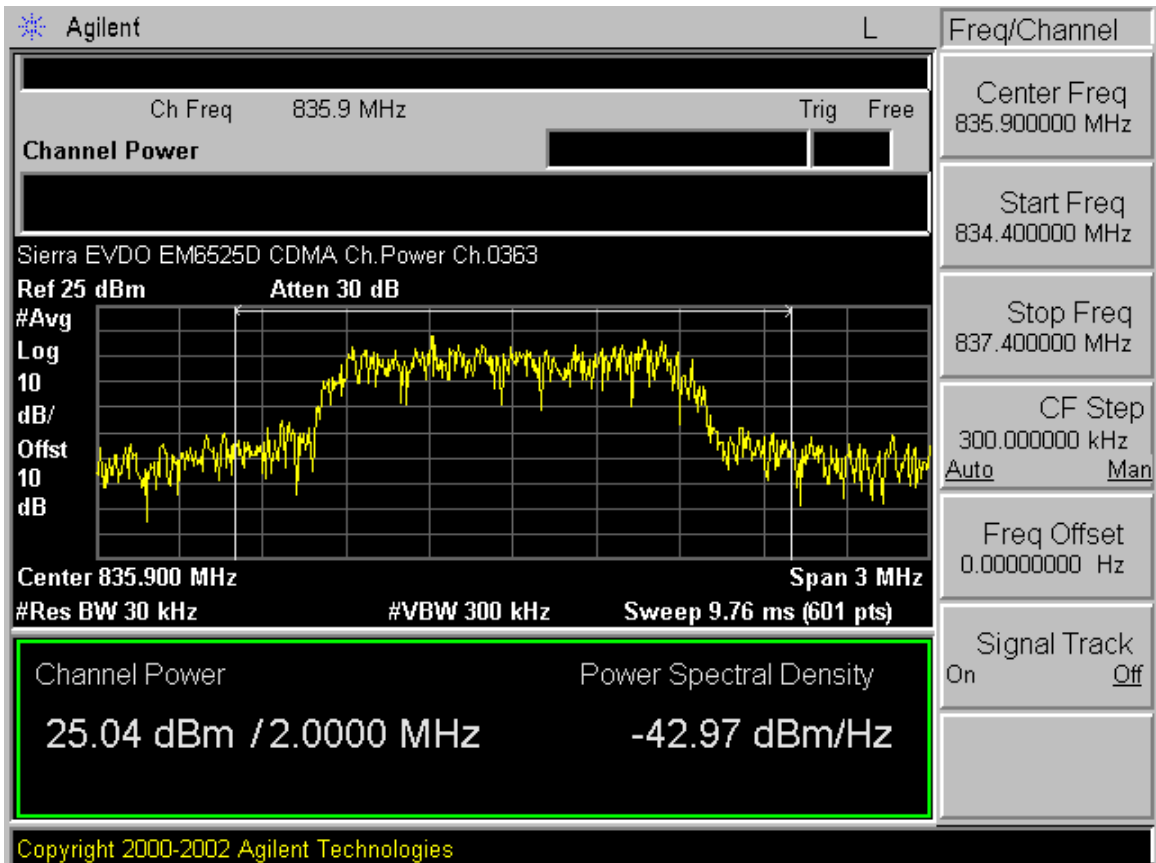 Agilent L Freq/Channel
Ch Freq 835.9 MHz Trig Free
Channel Power
Sierra EVDO EM6525D CDMA Ch.Power Ch.0363
Ref 25 dBm Atten 30 dB
#Avg
Log
10
dB/
Offst
10
dB
Center 835.900 MHz Span 3 MHz
#Res BW 30 kHz #VBW 300 kHz Sweep 9.76 ms (601 pts)
Channel Power Power Spectral Density
25.04 dBm / 2.0000 MHz -42.97 dBm/Hz
Copyright 2000-2002 Agilent Technologies
Center Freq
835.900000 MHz
Start Freq
834.400000 MHz
Stop Freq
837.400000 MHz
CF Step
300.000000 kHz
Auto Man
Freq Offset
0.00000000 Hz
Signal Track
On Off